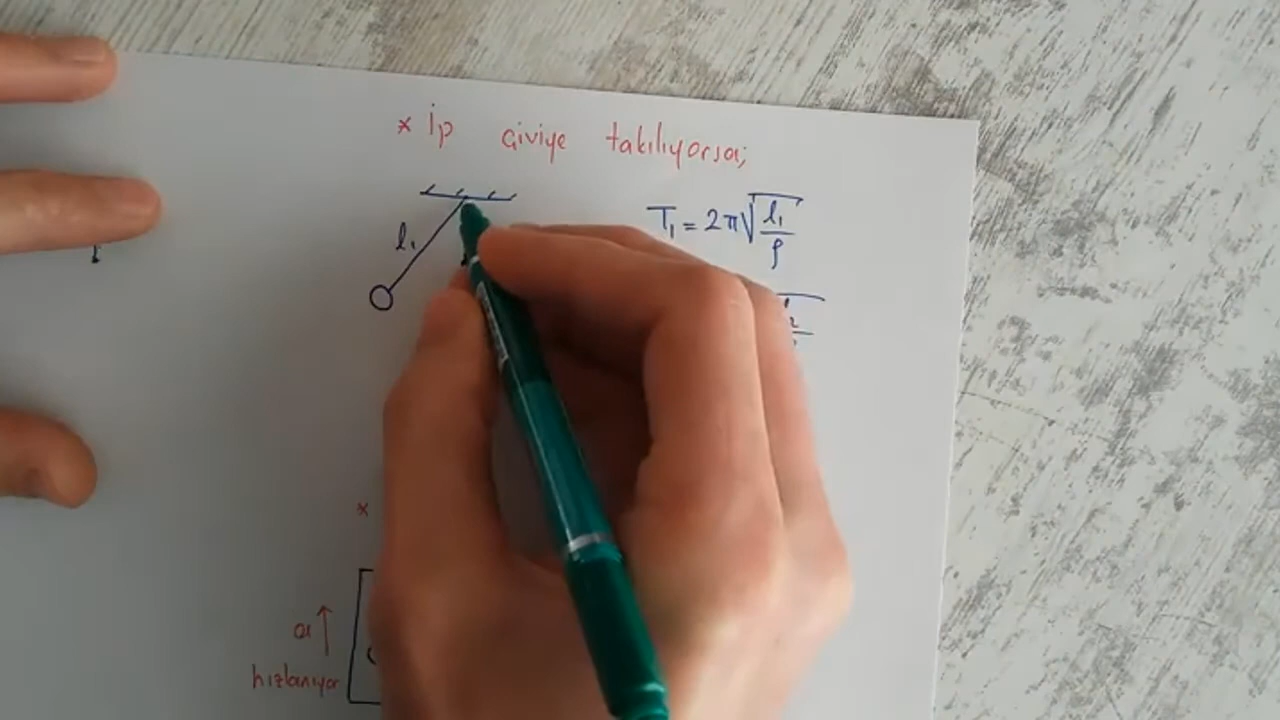 * İp çiviye takılıyorsa;
l₁
T₁ = 2π√(l₁/g)
*
a ↑
hızlanıyor